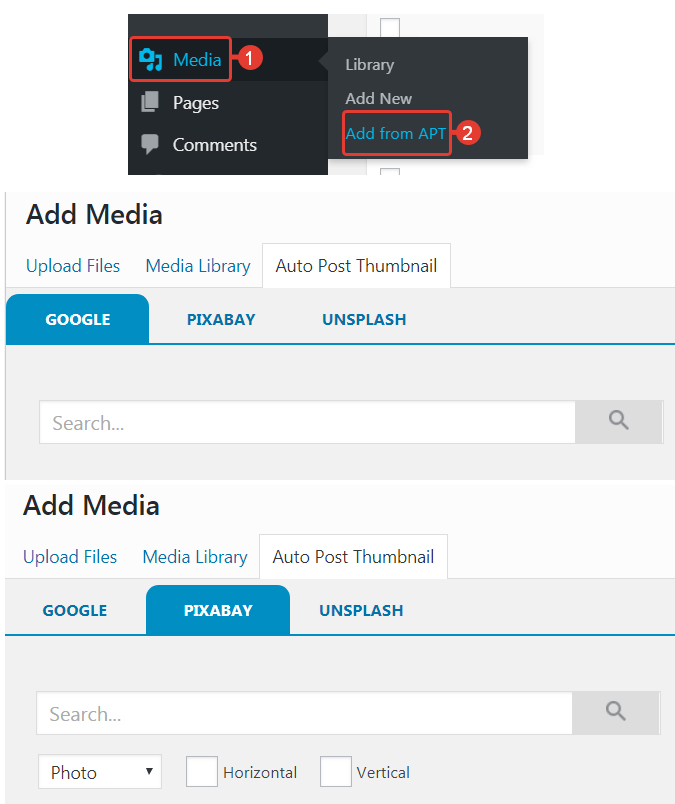 Media 1
Library
Pages
Add New
Add from APT 2
Comments
Add Media
Upload Files Media Library Auto Post Thumbnail
GOOGLE PIXABAY UNSPLASH
Search...
Add Media
Upload Files Media Library Auto Post Thumbnail
GOOGLE PIXABAY UNSPLASH
Search...
Photo Horizontal Vertical